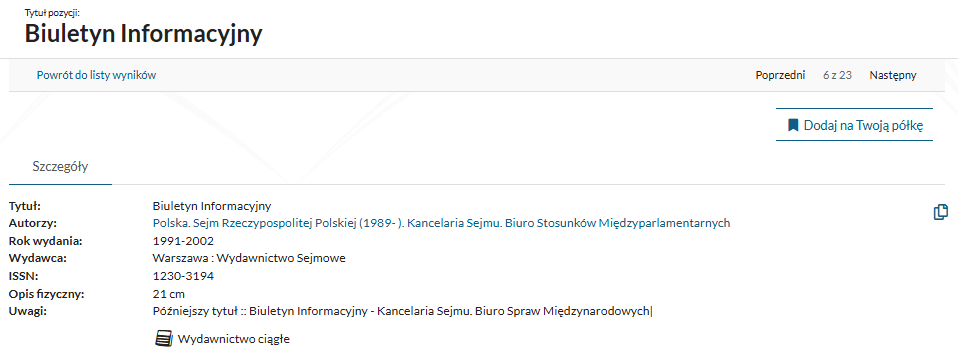 Tytuł pozycji:
Biuletyn Informacyjny
Powrót do listy wyników Poprzedni 6 z 23 Następny
Dodaj na Twoją półkę
Szczegóły
Tytuł: Biuletyn Informacyjny
Autorzy: Polska. Sejm Rzeczypospolitej Polskiej (1989- ). Kancelaria Sejmu. Biuro Stosunków Międzyparlamentarnych
Rok wydania: 1991-2002
Wydawca: Warszawa : Wydawnictwo Sejmowe
ISSN: 1230-3194
Opis fizyczny: 21 cm
Uwagi: Późniejszy tytuł :: Biuletyn Informacyjny - Kancelaria Sejmu. Biuro Spraw Międzynarodowych|
Wydawnictwo ciągłe